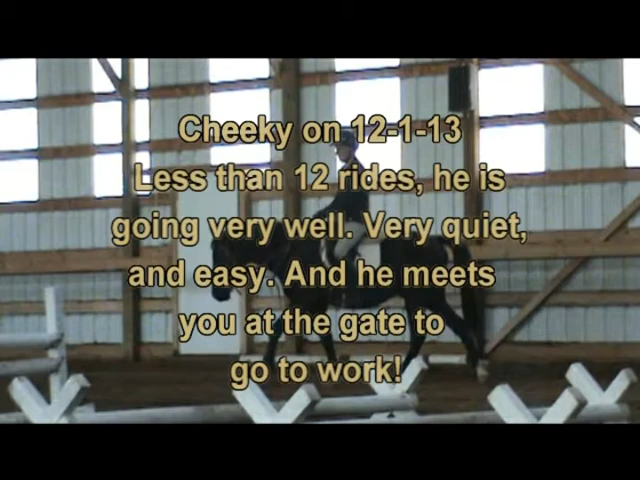 Cheeky on 12-1-13
Less than 12 rides, he is
going very well. Very quiet,
and easy. And he meets
you at the gate to
go to work!